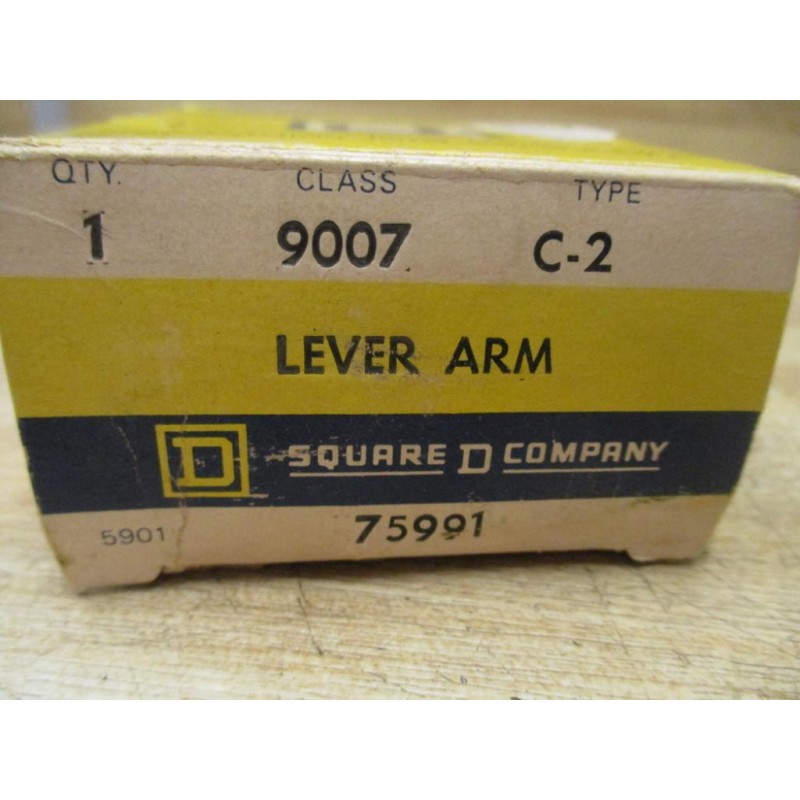 QTY. CLASS TYPE
1 9007 C-2
LEVER ARM
D SQUARE D COMPANY
5901 75991